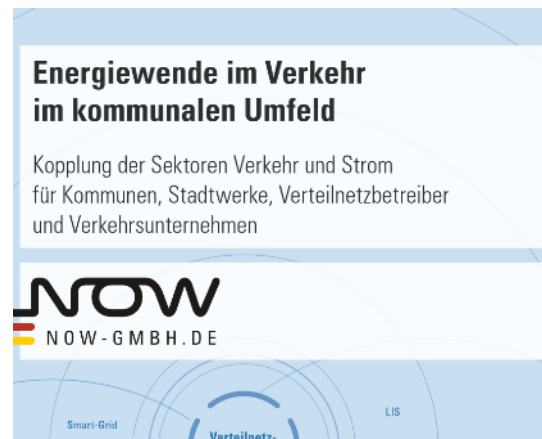 Energiewende im Verkehr
im kommunalen Umfeld
Kopplung der Sektoren Verkehr und Strom
für Kommunen, Stadtwerke, Verteilnetzbetreiber
und Verkehrsunternehmen
NOW
NOW-GMBH.DE
Smart-Grid
LIS
Verteilnetz-